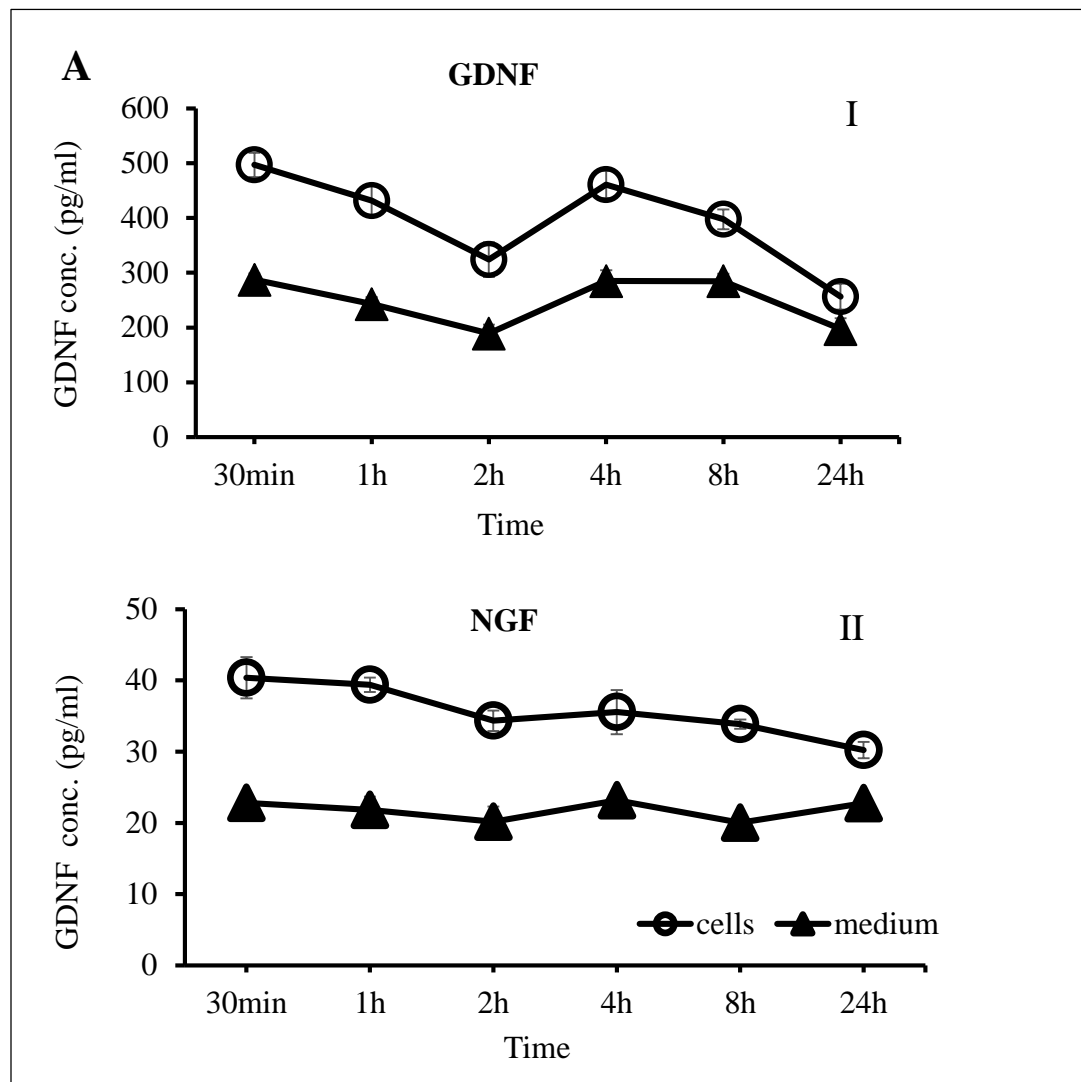 A
GDNF
I
600
500
400
300
200
100
0
GDNF conc. (pg/ml)
30min 1h 2h 4h 8h 24h
Time
NGF
II
50
40
30
20
10
0
GDNF conc. (pg/ml)
cells medium
30min 1h 2h 4h 8h 24h
Time